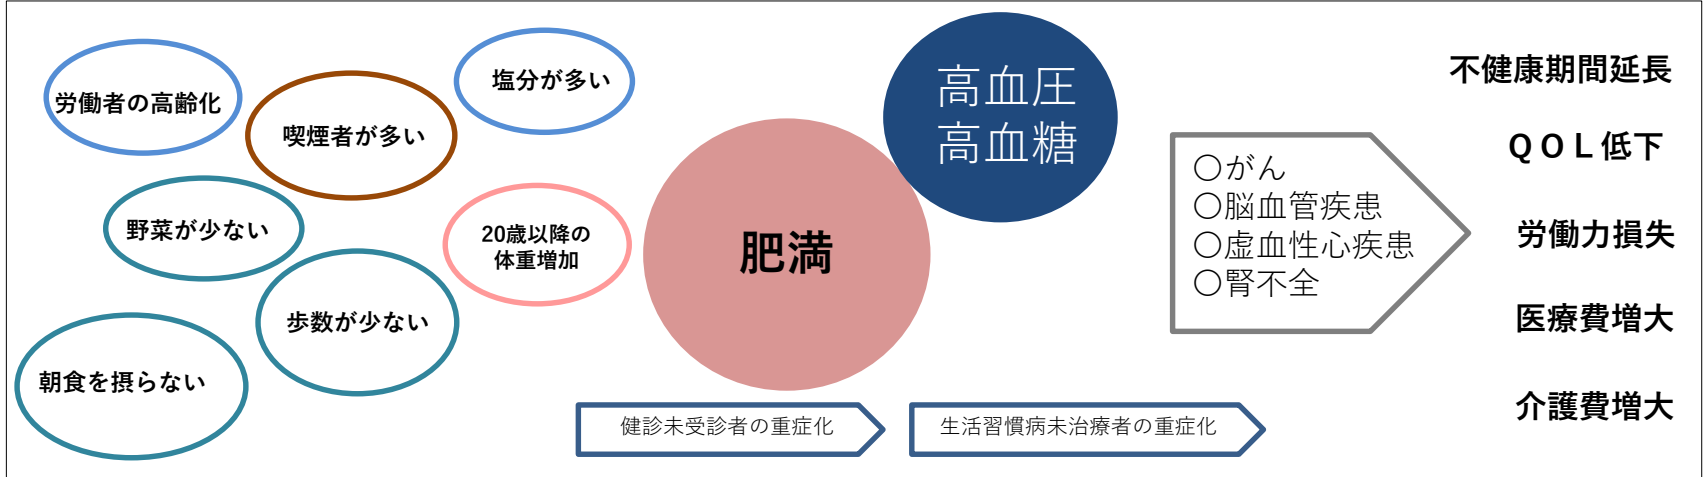 労働者の高齢化
喫煙者が多い
塩分が多い
野菜が少ない
20歳以降の
体重増加
歩数が少ない
朝食を摂らない
肥満
高血圧
高血糖
健診未受診者の重症化
生活習慣病未治療者の重症化
〇がん
〇脳血管疾患
〇虚血性心疾患
〇腎不全
不健康期間延長
ＱＯＬ低下
労働力損失
医療費増大
介護費増大